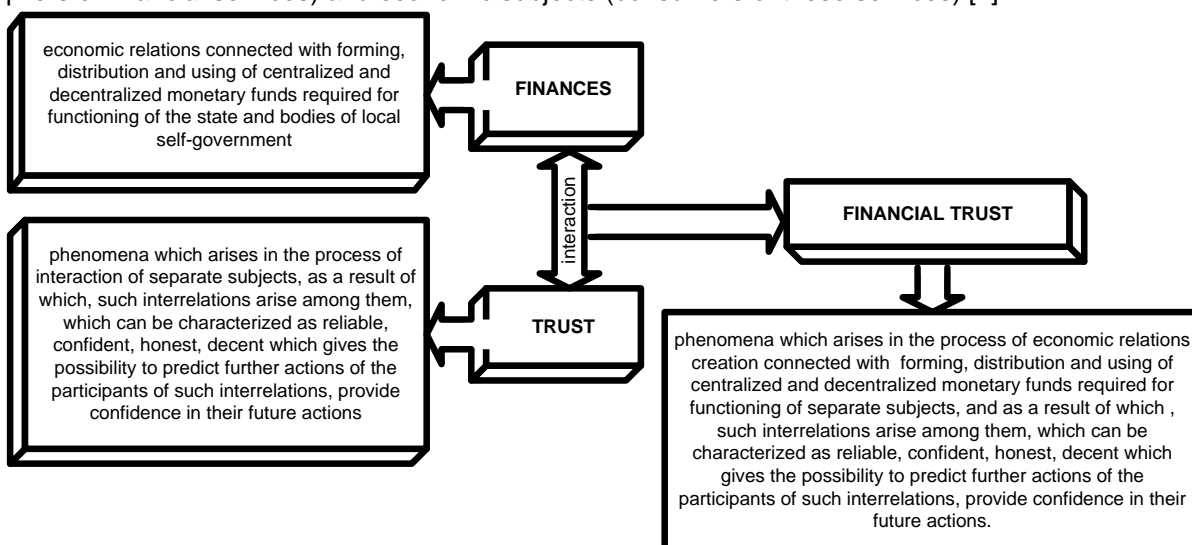 economic relations connected with forming,
distribution and using of centralized and
decentralized monetary funds required for
functioning of the state and bodies of local
self-government
FINANCES
interaction
FINANCIAL TRUST
phenomena which arises in the process of
interaction of separate subjects, as a result of
which, such interrelations arise among them,
which can be characterized as reliable,
confident, honest, decent which gives the
possibility to predict further actions of the
participants of such interrelations, provide
confidence in their future actions
TRUST
phenomena which arises in the process of economic relations
creation connected with forming, distribution and using of
centralized and decentralized monetary funds required for
functioning of separate subjects, and as a result of which ,
such interrelations arise among them, which can be
characterized as reliable, confident, honest, decent which
gives the possibility to predict further actions of the
participants of such interrelations, provide confidence in their
future actions.